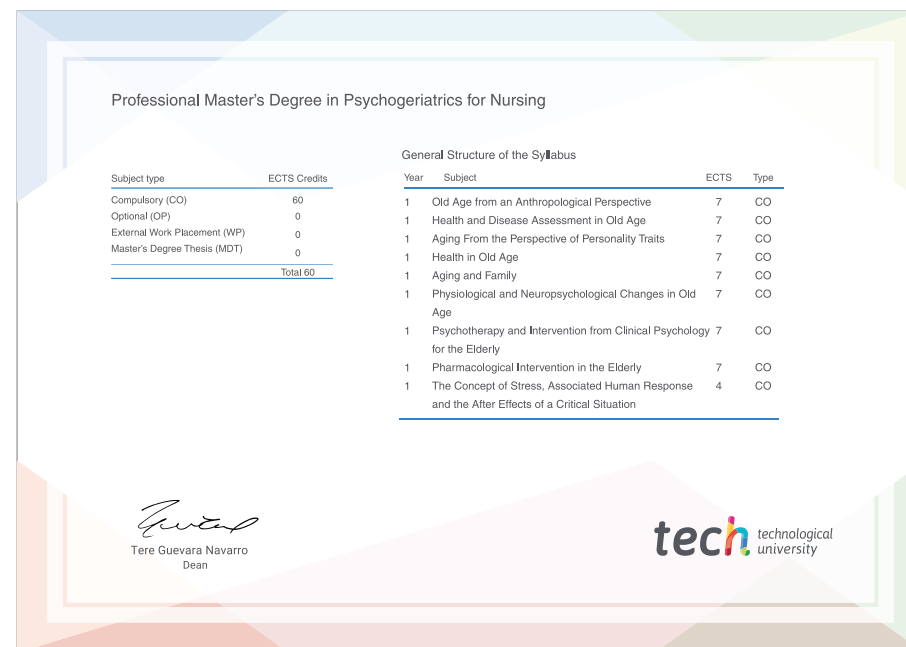 Professional Master's Degree in Psychogeriatrics for Nursing
Subject type ECTS Credits
Compulsory (CO) 60
Optional (OP) 0
External Work Placement (WP) 0
Master's Degree Thesis (MDT) 0
Total 60
General Structure of the Syllabus
Year Subject ECTS Type
1 Old Age from an Anthropological Perspective 7 CO
1 Health and Disease Assessment in Old Age 7 CO
1 Aging From the Perspective of Personality Traits 7 CO
1 Health in Old Age 7 CO
1 Aging and Family 7 CO
1 Physiological and Neuropsychological Changes in Old 7 CO
Age
1 Psychotherapy and Intervention from Clinical Psychology 7 CO
for the Elderly
1 Pharmacological Intervention in the Elderly 7 CO
1 The Concept of Stress, Associated Human Response 4 CO
and the After Effects of a Critical Situation
Tere Guevara Navarro
Dean
tech technological
university